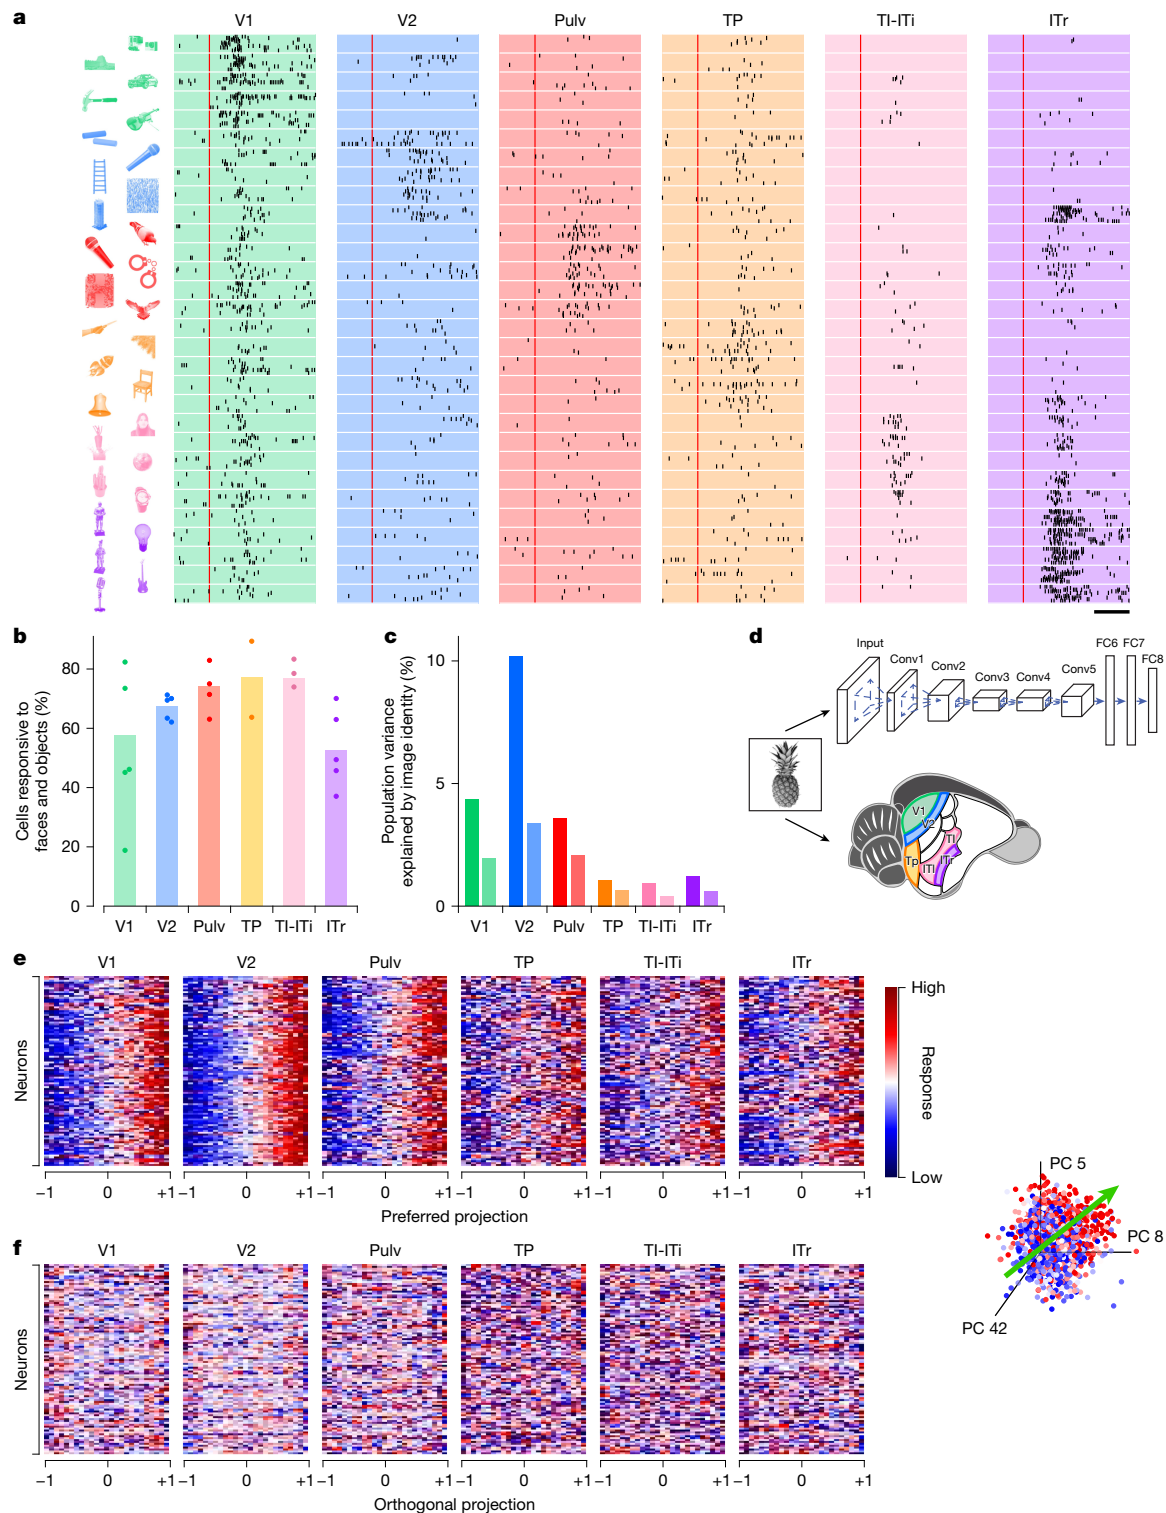 a
V1 V2 Pulv TP TI-ITi ITr
b
Cells responsive to
faces and objects (%)
80
60
40
20
0
V1 V2 Pulv TP TI-ITi ITr
c
Population variance
explained by image identity (%)
10
5
0
V1 V2 Pulv TP TI-ITi ITr
d
Input Conv1 Conv2 Conv3 Conv4 Conv5 FC6 FC7 FC8
V1
V2
TI
Tp ITi ITr
e
V1 V2 Pulv TP TI-ITi ITr
Neurons
−1 0 +1 −1 0 +1 −1 0 +1 −1 0 +1 −1 0 +1 −1 0 +1
Preferred projection
High
Response
Low
PC 5
PC 8
PC 42
f
V1 V2 Pulv TP TI-ITi ITr
Neurons
−1 0 +1 −1 0 +1 −1 0 +1 −1 0 +1 −1 0 +1 −1 0 +1
Orthogonal projection